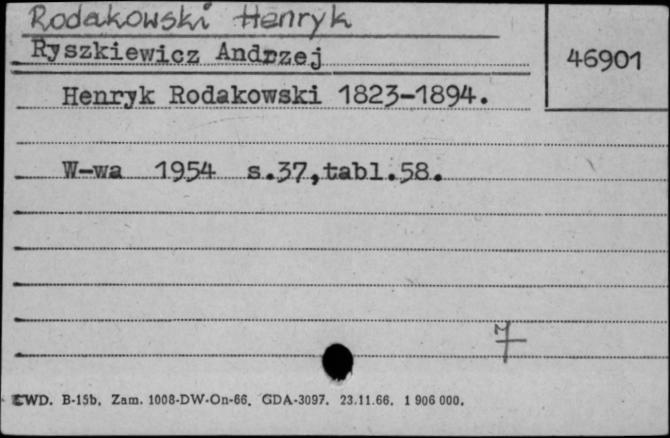 Rodakowski Henryk
Ryszkiewicz Andrzej
46901
Henryk Rodakowski 1823-1894.
W-wa 1954 s.37,tabl.58.
CWD. B-15b. Zam. 1008-DW-On-66. GDA-3097. 23.11.66. 1 906 000.